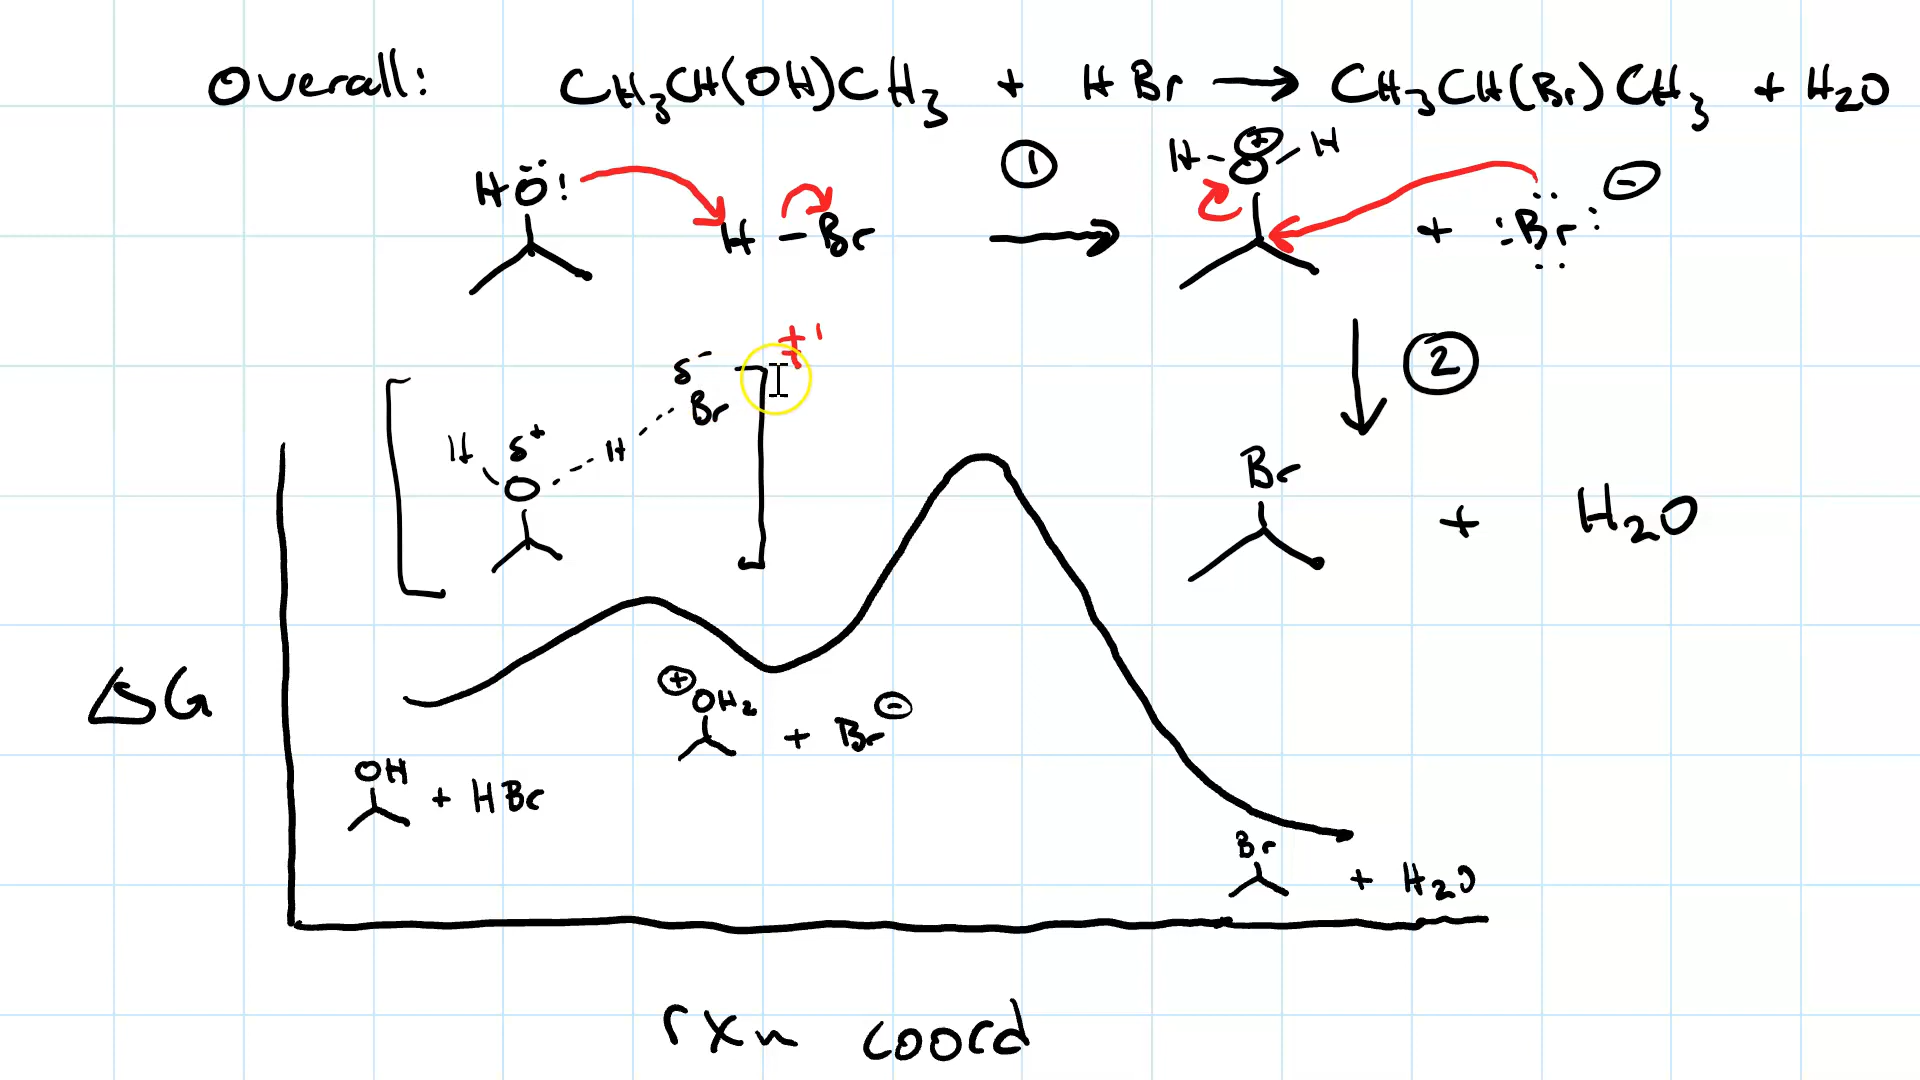 Overall: CH₃CH(OH)CH₃ + HBr → CH₃CH(Br)CH₃ + H₂O
HÖ: H–Br ① → H–O⊕–H + :Br: ⊖
②
[ H δ+ O H Br δ- ] ‡'
Br + H₂O
ΔG
⊕OH₂ + Br⊖
OH + HBr
Br + H₂O
rxn coord